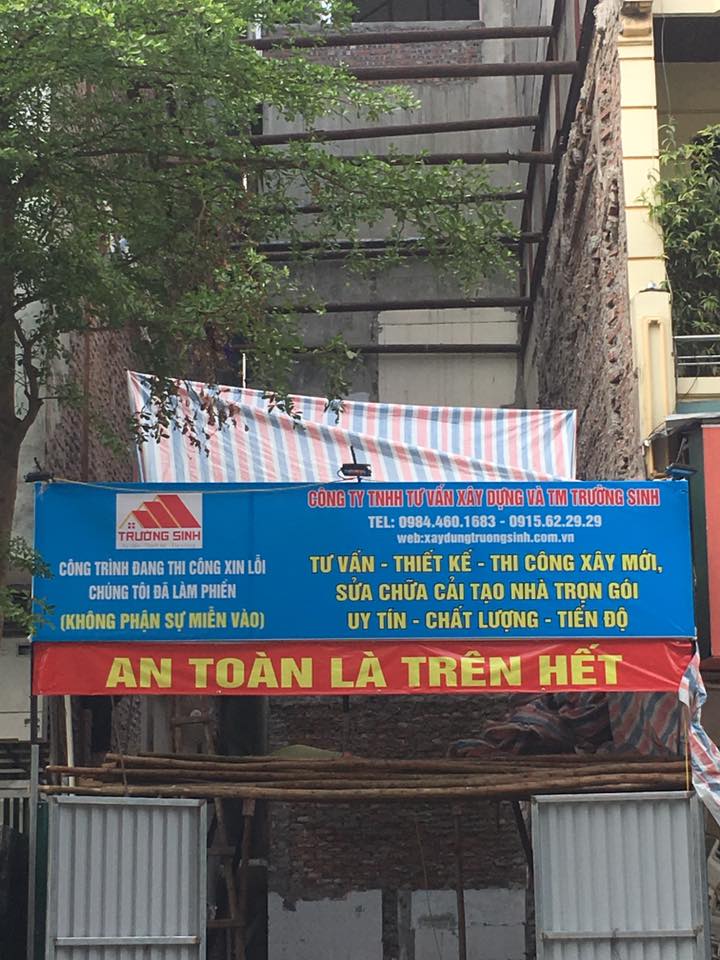 TRƯỜNG SINH
CÔNG TRÌNH ĐANG THI CÔNG XIN LỖI
CHÚNG TÔI ĐÃ LÀM PHIỀN
(KHÔNG PHẬN SỰ MIỄN VÀO)
CÔNG TY TNHH TƯ VẤN XÂY DỰNG VÀ TM TRƯỜNG SINH
TEL: 0984.460.1683 - 0915.62.29.29
web:xaydungtruongsinh.com.vn
TƯ VẤN - THIẾT KẾ - THI CÔNG XÂY MỚI,
SỬA CHỮA CẢI TẠO NHÀ TRỌN GÓI
UY TÍN - CHẤT LƯỢNG - TIẾN ĐỘ
AN TOÀN LÀ TRÊN HẾT